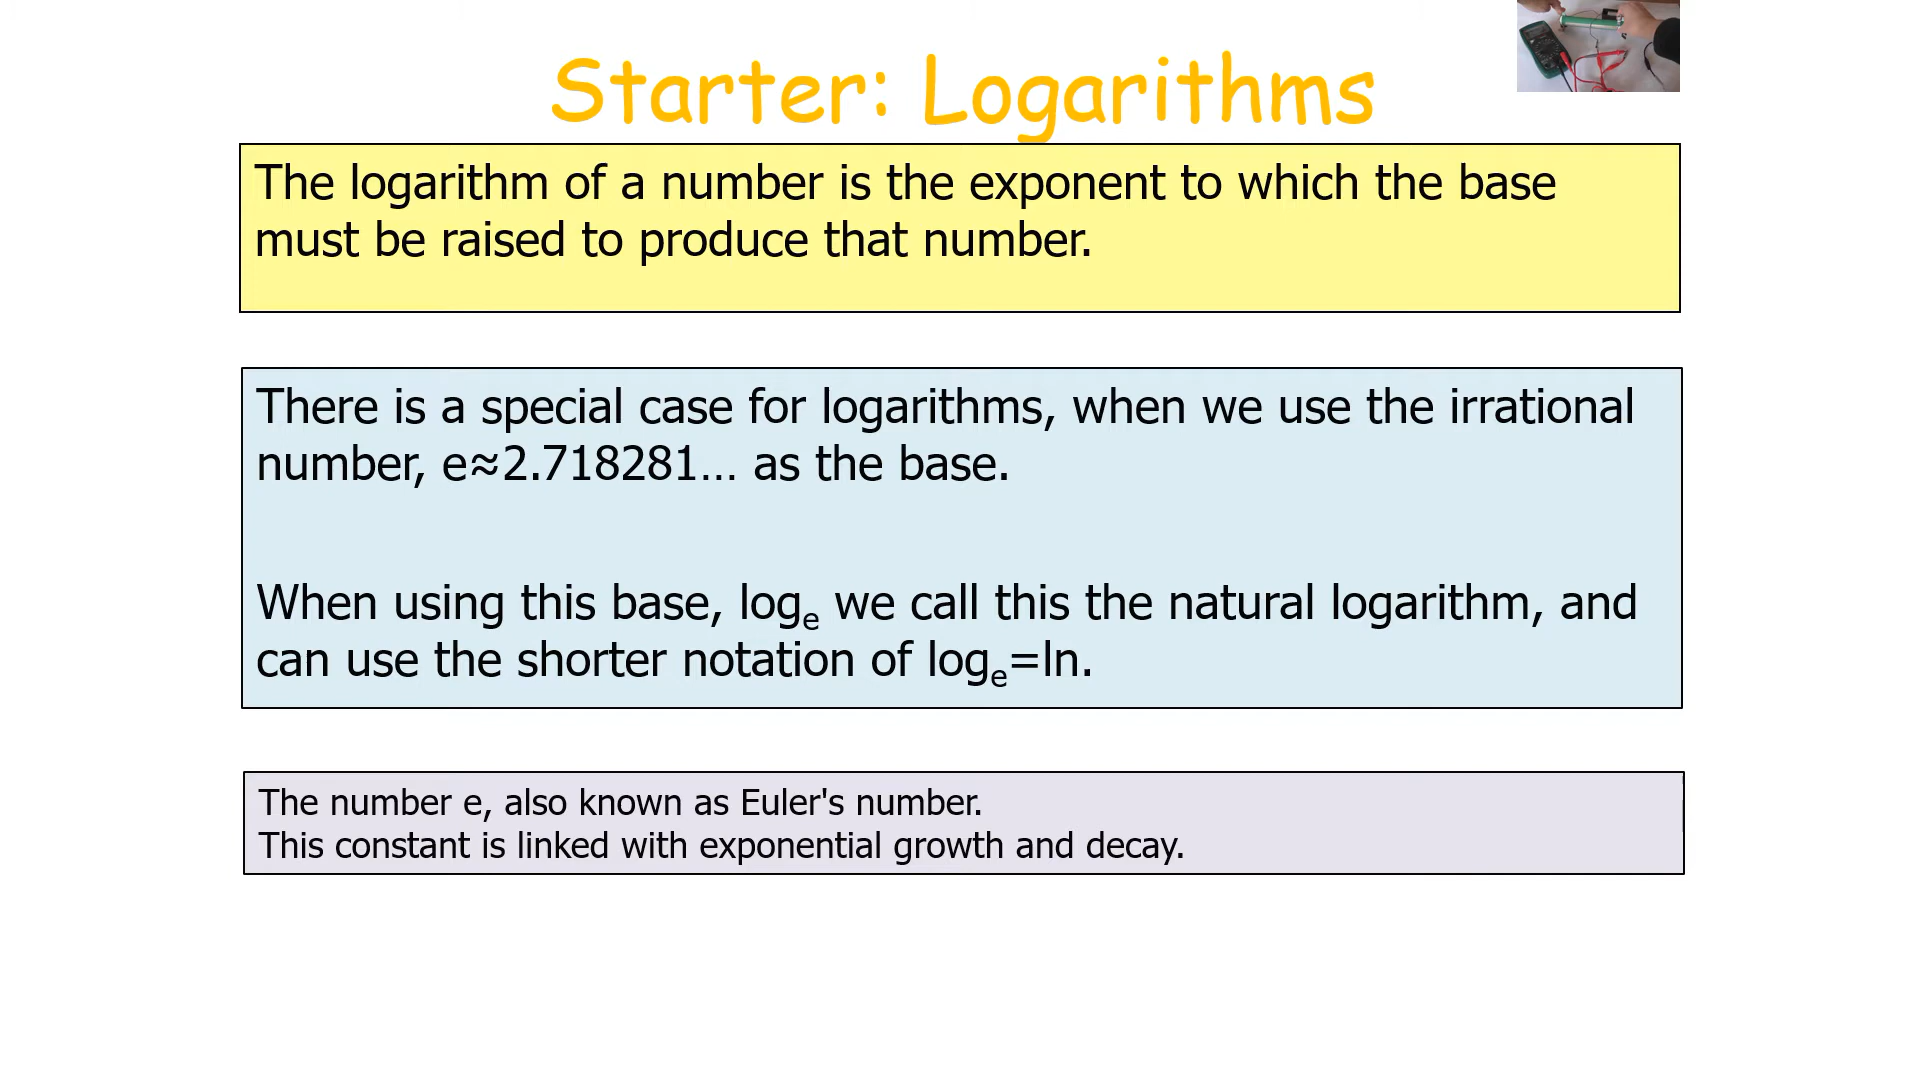 Starter: Logarithms
The logarithm of a number is the exponent to which the base
must be raised to produce that number.
There is a special case for logarithms, when we use the irrational
number, e≈2.718281… as the base.
When using this base, logₑ we call this the natural logarithm, and
can use the shorter notation of logₑ=ln.
The number e, also known as Euler's number.
This constant is linked with exponential growth and decay.